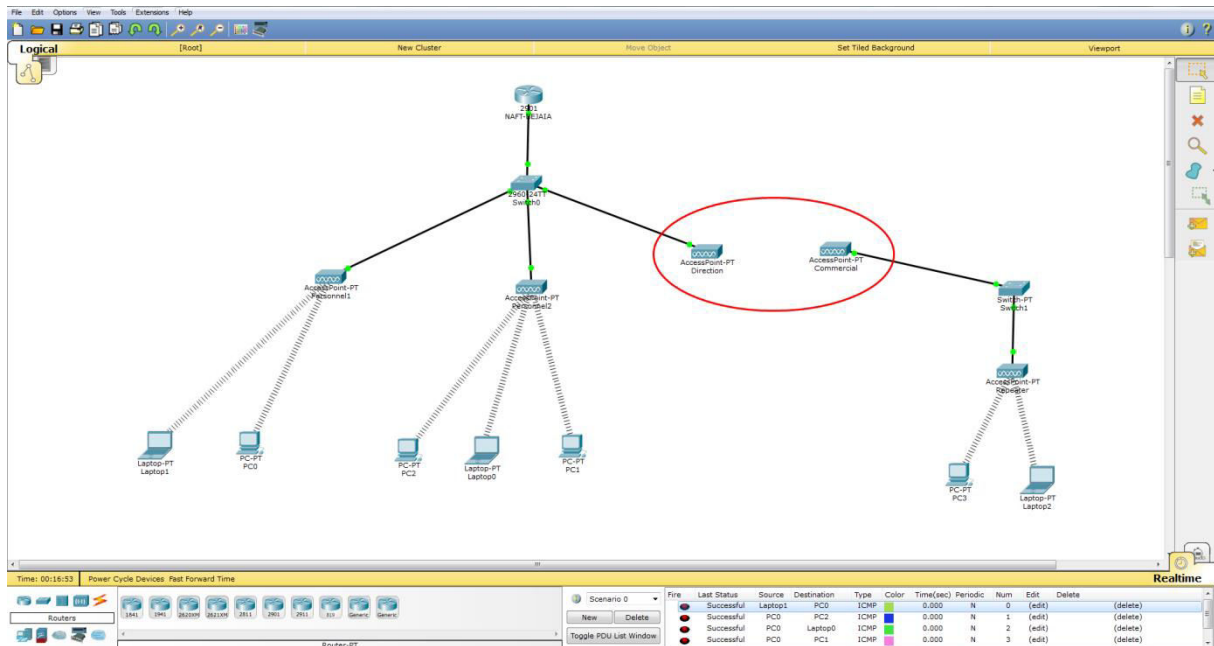 File Edit Options View Tools Extensions Help
Logical [Root] New Cluster Move Object Set Tiled Background Viewport
2901
NAFT-BEJAIA
2960-24TT
Switch0
AccessPoint-PT
Direction
AccessPoint-PT
Commercial
AccessPoint-PT
Personnel1
AccessPoint-PT
Personnel2
Switch-PT
Switch1
AccessPoint-PT
Repeater
Laptop-PT
Laptop1
PC-PT
PC0
PC-PT
PC2
Laptop-PT
Laptop0
PC-PT
PC1
PC-PT
PC3
Laptop-PT
Laptop2
Time: 00:16:53 Power Cycle Devices Fast Forward Time Realtime
Routers
1841 1941 2620XM 2621XM 2811 2901 2911 Generic Generic
Router-PT
Scenario 0
New Delete
Toggle PDU List Window
Fire Last Status Source Destination Type Color Time(sec) Periodic Num Edit Delete
Successful Laptop1 PC0 ICMP 0.000 N 0 (edit) (delete)
Successful PC0 PC2 ICMP 0.000 N 1 (edit) (delete)
Successful PC0 Laptop0 ICMP 0.000 N 2 (edit) (delete)
Successful PC0 PC1 ICMP 0.000 N 3 (edit) (delete)